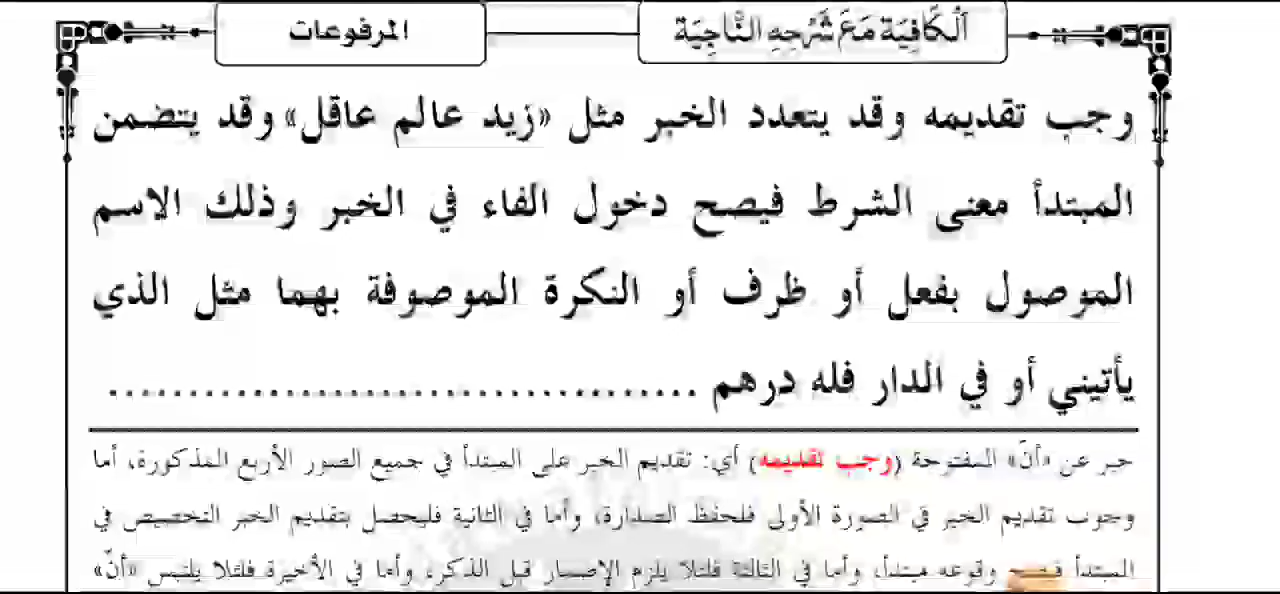 الْكَافِيَة مَعَ شَرْحِهِ النَّاجِيَة
المرفوعات
وجب تقديمه وقد يتعدد الخبر مثل «زيد عالم عاقل» وقد يتضمن
المبتدأ معنى الشرط فيصح دخول الفاء في الخبر وذلك الاسم
الموصول بفعل أو ظرف أو النكرة الموصوفة بهما مثل الذي
يأتيني أو في الدار فله درهم ......................................
خبر عن «أنّ» المفتوحة (وجب تقديمه) أي: تقديم الخبر على المبتدأ في جميع الصور الأربع المذكورة، أما
وجوب تقديم الخبر في الصورة الأولى فلحفظ الصدارة، وأما في الثانية فليحصل بتقديم الخبر التخصيص في
المبتدأ وقوعه مبتدأ، وأما في الثالثة فلئلا يلزم الإضمار قبل الذكر، وأما في الأخيرة فلئلا يلتبس «أنّ»